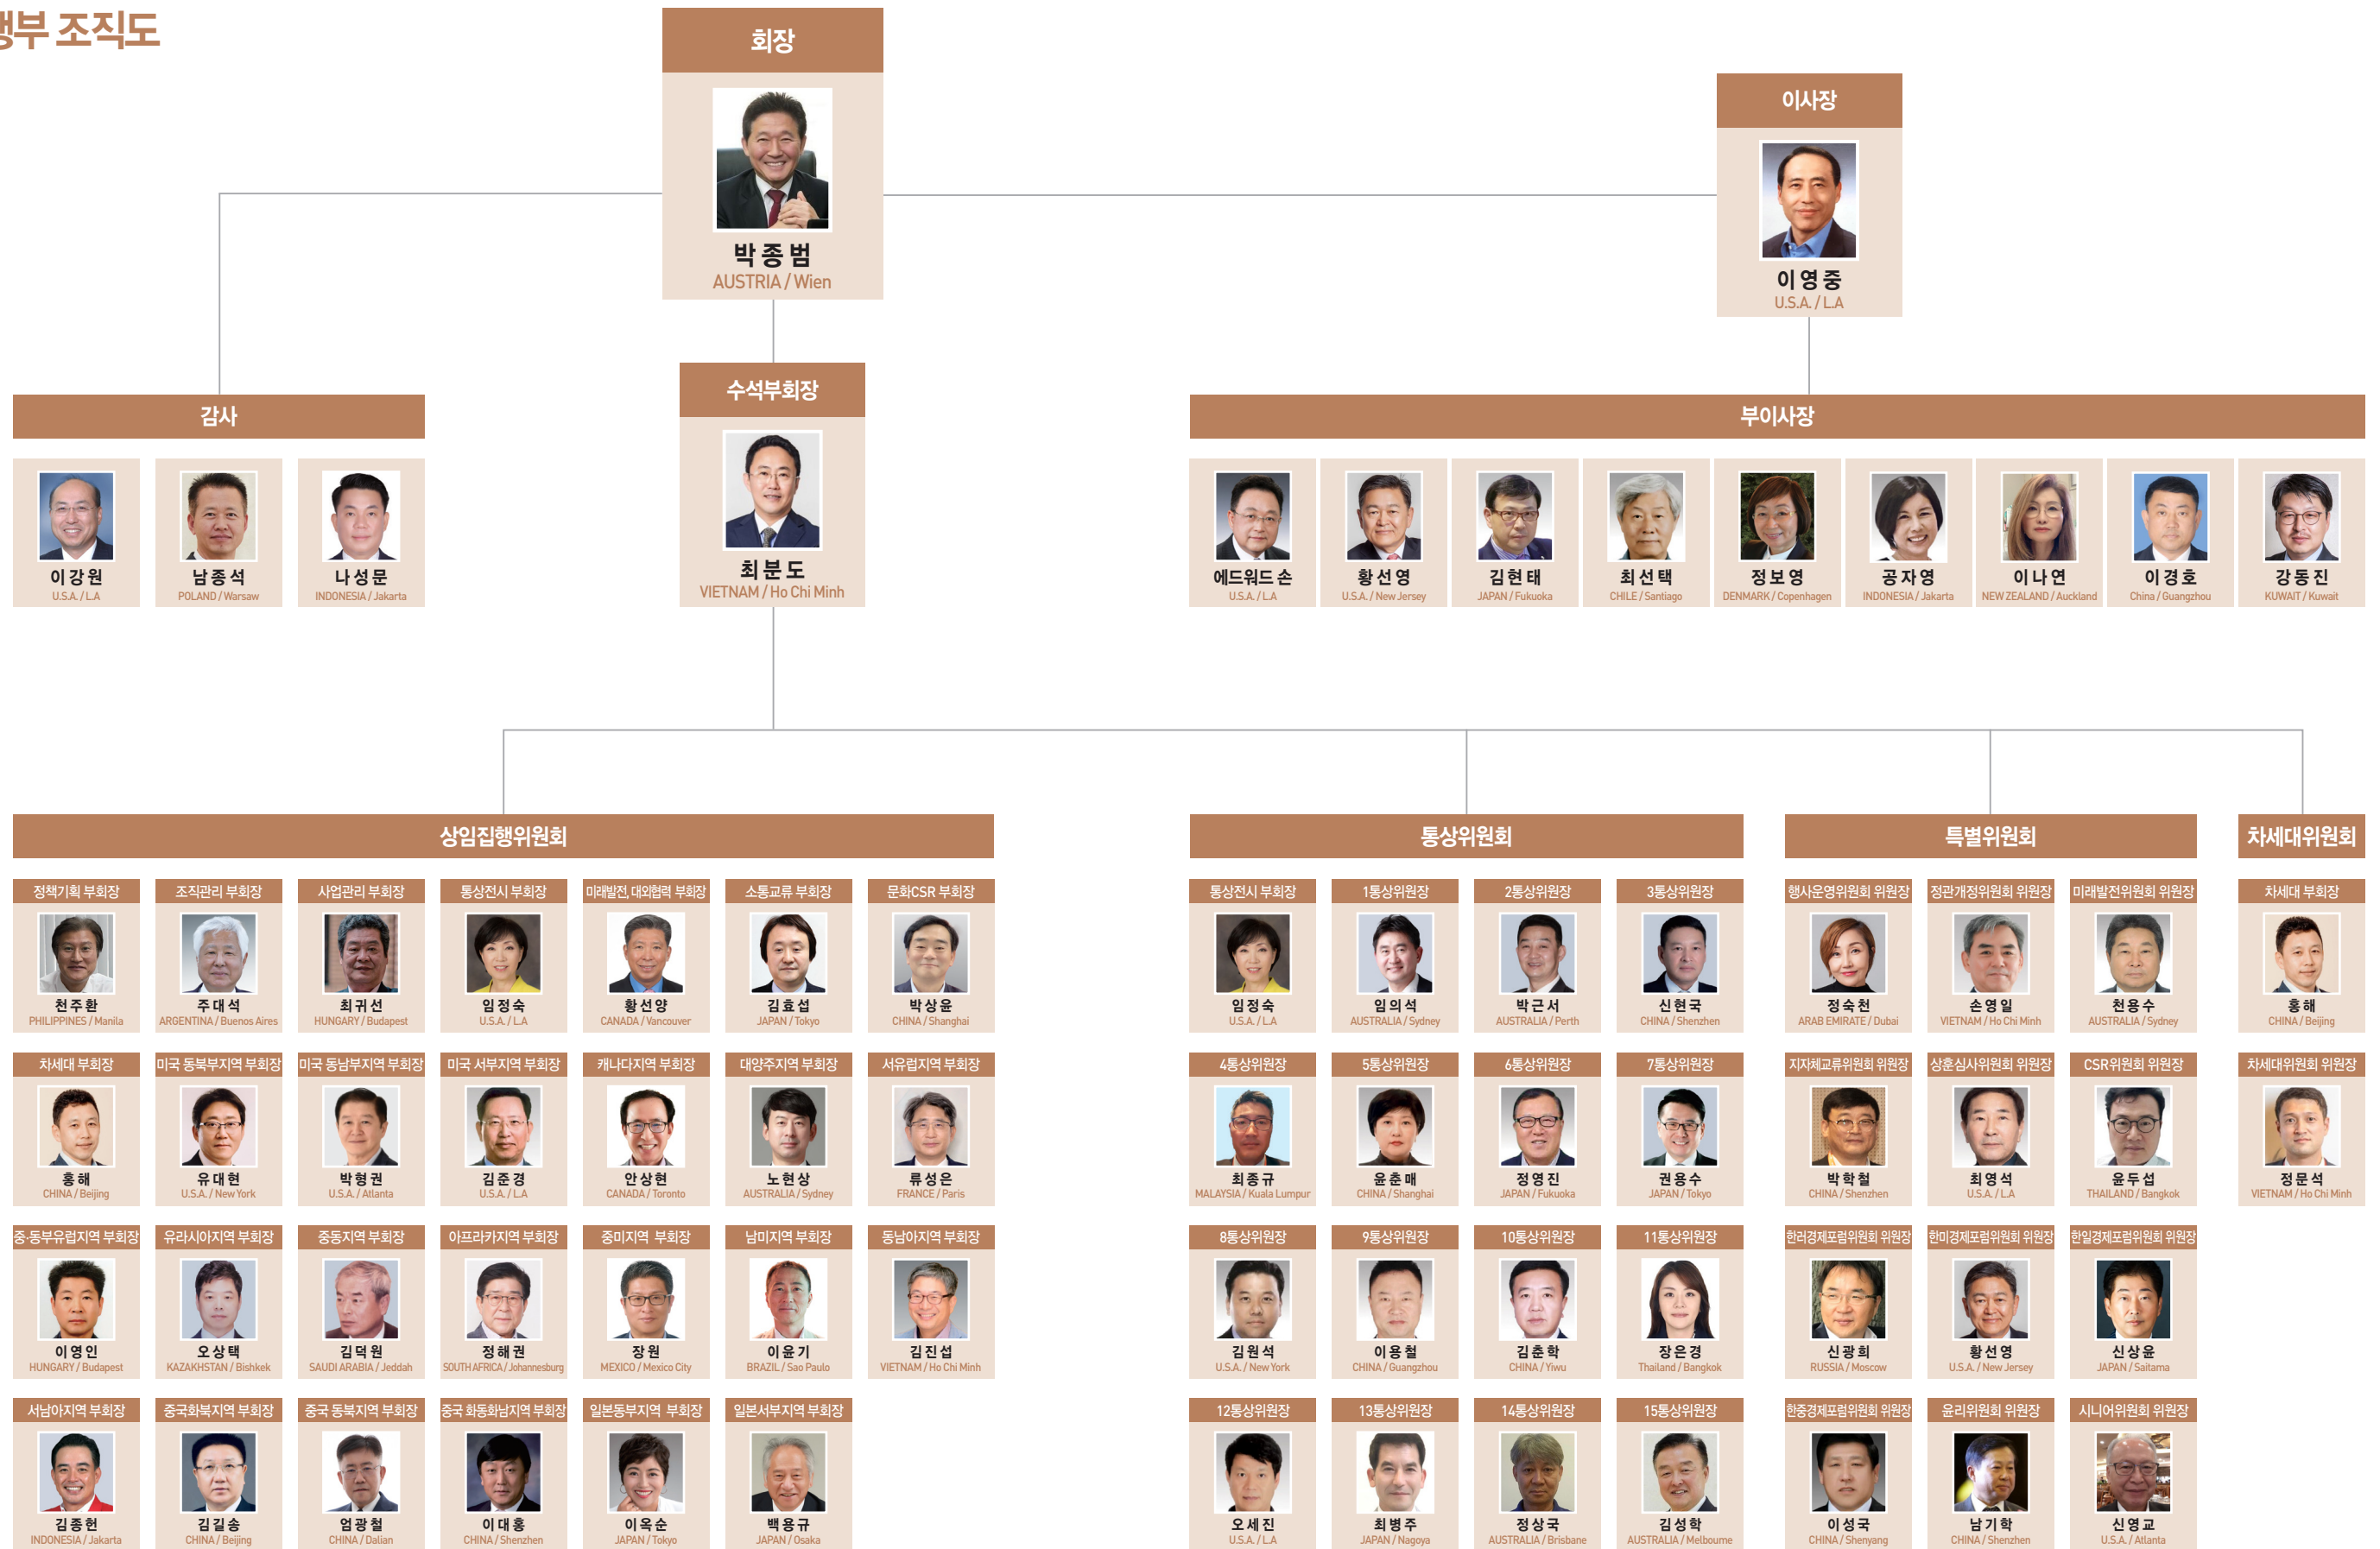 행부 조직도
회장
박종범
AUSTRIA / Wien
이사장
이영중
U.S.A. / L.A
감사
이강원
U.S.A. / L.A
남종석
POLAND / Warsaw
나성문
INDONESIA / Jakarta
수석부회장
최분도
VIETNAM / Ho Chi Minh
부이사장
에드워드 손
U.S.A. / L.A
황선영
U.S.A. / New Jersey
김현태
JAPAN / Fukuoka
최선택
CHILE / Santiago
정보영
DENMARK / Copenhagen
공자영
INDONESIA / Jakarta
이나연
NEW ZEALAND / Auckland
이경호
China / Guangzhou
강동진
KUWAIT / Kuwait
상임집행위원회
정책기획 부회장
천주환
PHILIPPINES / Manila
조직관리 부회장
주대석
ARGENTINA / Buenos Aires
사업관리 부회장
최귀선
HUNGARY / Budapest
통상전시 부회장
임정숙
U.S.A. / L.A
미래발전, 대외협력 부회장
황선양
CANADA / Vancouver
소통교류 부회장
김효섭
JAPAN / Tokyo
문화CSR 부회장
박상윤
CHINA / Shanghai
차세대 부회장
홍해
CHINA / Beijing
미국 동북부지역 부회장
유대현
U.S.A. / New York
미국 동남부지역 부회장
박형권
U.S.A. / Atlanta
미국 서부지역 부회장
김준경
U.S.A. / L.A
캐나다지역 부회장
안상현
CANADA / Toronto
대양주지역 부회장
노현상
AUSTRALIA / Sydney
서유럽지역 부회장
류성은
FRANCE / Paris
중·동부유럽지역 부회장
이영인
HUNGARY / Budapest
유라시아지역 부회장
오상택
KAZAKHSTAN / Bishkek
중동지역 부회장
김덕원
SAUDI ARABIA / Jeddah
아프라카지역 부회장
정해권
SOUTH AFRICA / Johannesburg
중미지역 부회장
장원
MEXICO / Mexico City
남미지역 부회장
이윤기
BRAZIL / Sao Paulo
동남아지역 부회장
김진섭
VIETNAM / Ho Chi Minh
서남아지역 부회장
김종헌
INDONESIA / Jakarta
중국화북지역 부회장
김길송
CHINA / Beijing
중국 동북지역 부회장
엄광철
CHINA / Dalian
중국 화동화남지역 부회장
이대홍
CHINA / Shenzhen
일본동부지역 부회장
이옥순
JAPAN / Tokyo
일본서부지역 부회장
백용규
JAPAN / Osaka
통상위원회
통상전시 부회장
임정숙
U.S.A. / L.A
1통상위원장
임의석
AUSTRALIA / Sydney
2통상위원장
박근서
AUSTRALIA / Perth
3통상위원장
신현국
CHINA / Shenzhen
4통상위원장
최종규
MALAYSIA / Kuala Lumpur
5통상위원장
윤춘매
CHINA / Shanghai
6통상위원장
정영진
JAPAN / Fukuoka
7통상위원장
권용수
JAPAN / Tokyo
8통상위원장
김원석
U.S.A. / New York
9통상위원장
이용철
CHINA / Guangzhou
10통상위원장
김춘학
CHINA / Yiwu
11통상위원장
장은경
Thailand / Bangkok
12통상위원장
오세진
U.S.A. / L.A
13통상위원장
최병주
JAPAN / Nagoya
14통상위원장
정상국
AUSTRALIA / Brisbane
15통상위원장
김성학
AUSTRALIA / Melbourne
특별위원회
행사운영위원회 위원장
정숙천
ARAB EMIRATE / Dubai
정관개정위원회 위원장
손영일
VIETNAM / Ho Chi Minh
미래발전위원회 위원장
천용수
AUSTRALIA / Sydney
지자체교류위원회 위원장
박학철
CHINA / Shenzhen
상훈심사위원회 위원장
최영석
U.S.A. / L.A
CSR위원회 위원장
윤두섭
THAILAND / Bangkok
한러경제포럼위원회 위원장
신광희
RUSSIA / Moscow
한미경제포럼위원회 위원장
황선영
U.S.A. / New Jersey
한일경제포럼위원회 위원장
신상윤
JAPAN / Saitama
한중경제포럼위원회 위원장
이성국
CHINA / Shenyang
윤리위원회 위원장
남기학
CHINA / Shenzhen
시니어위원회 위원장
신영교
U.S.A. / Atlanta
차세대위원회
차세대 부회장
홍해
CHINA / Beijing
차세대위원회 위원장
정문석
VIETNAM / Ho Chi Minh